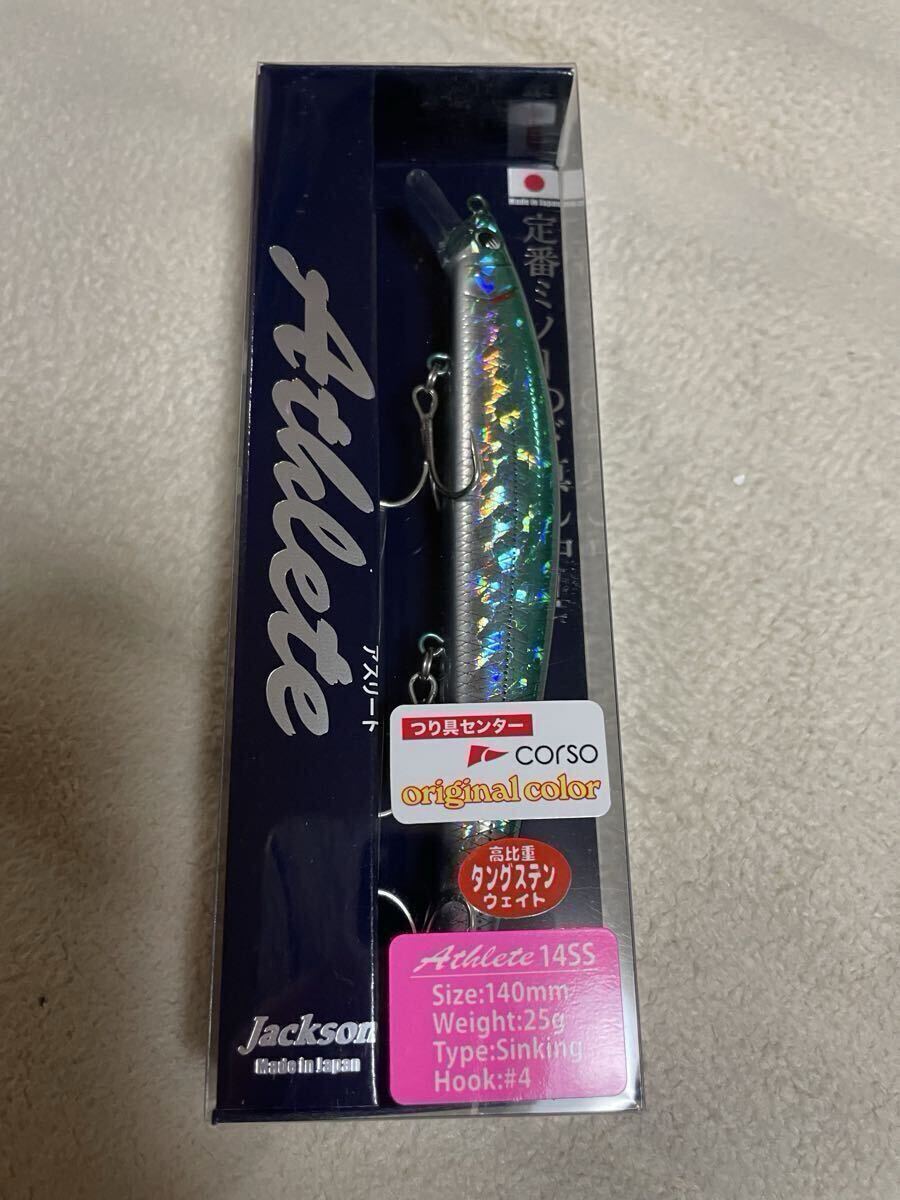 Made in Japan
定番ミノーの
Athlete
アスリート
つり具センター
corso
original color
高比重
タングステン
ウェイト
Athlete 14SS
Size:140mm
Weight:25g
Type:Sinking
Hook:#4
Jackson
Made in Japan